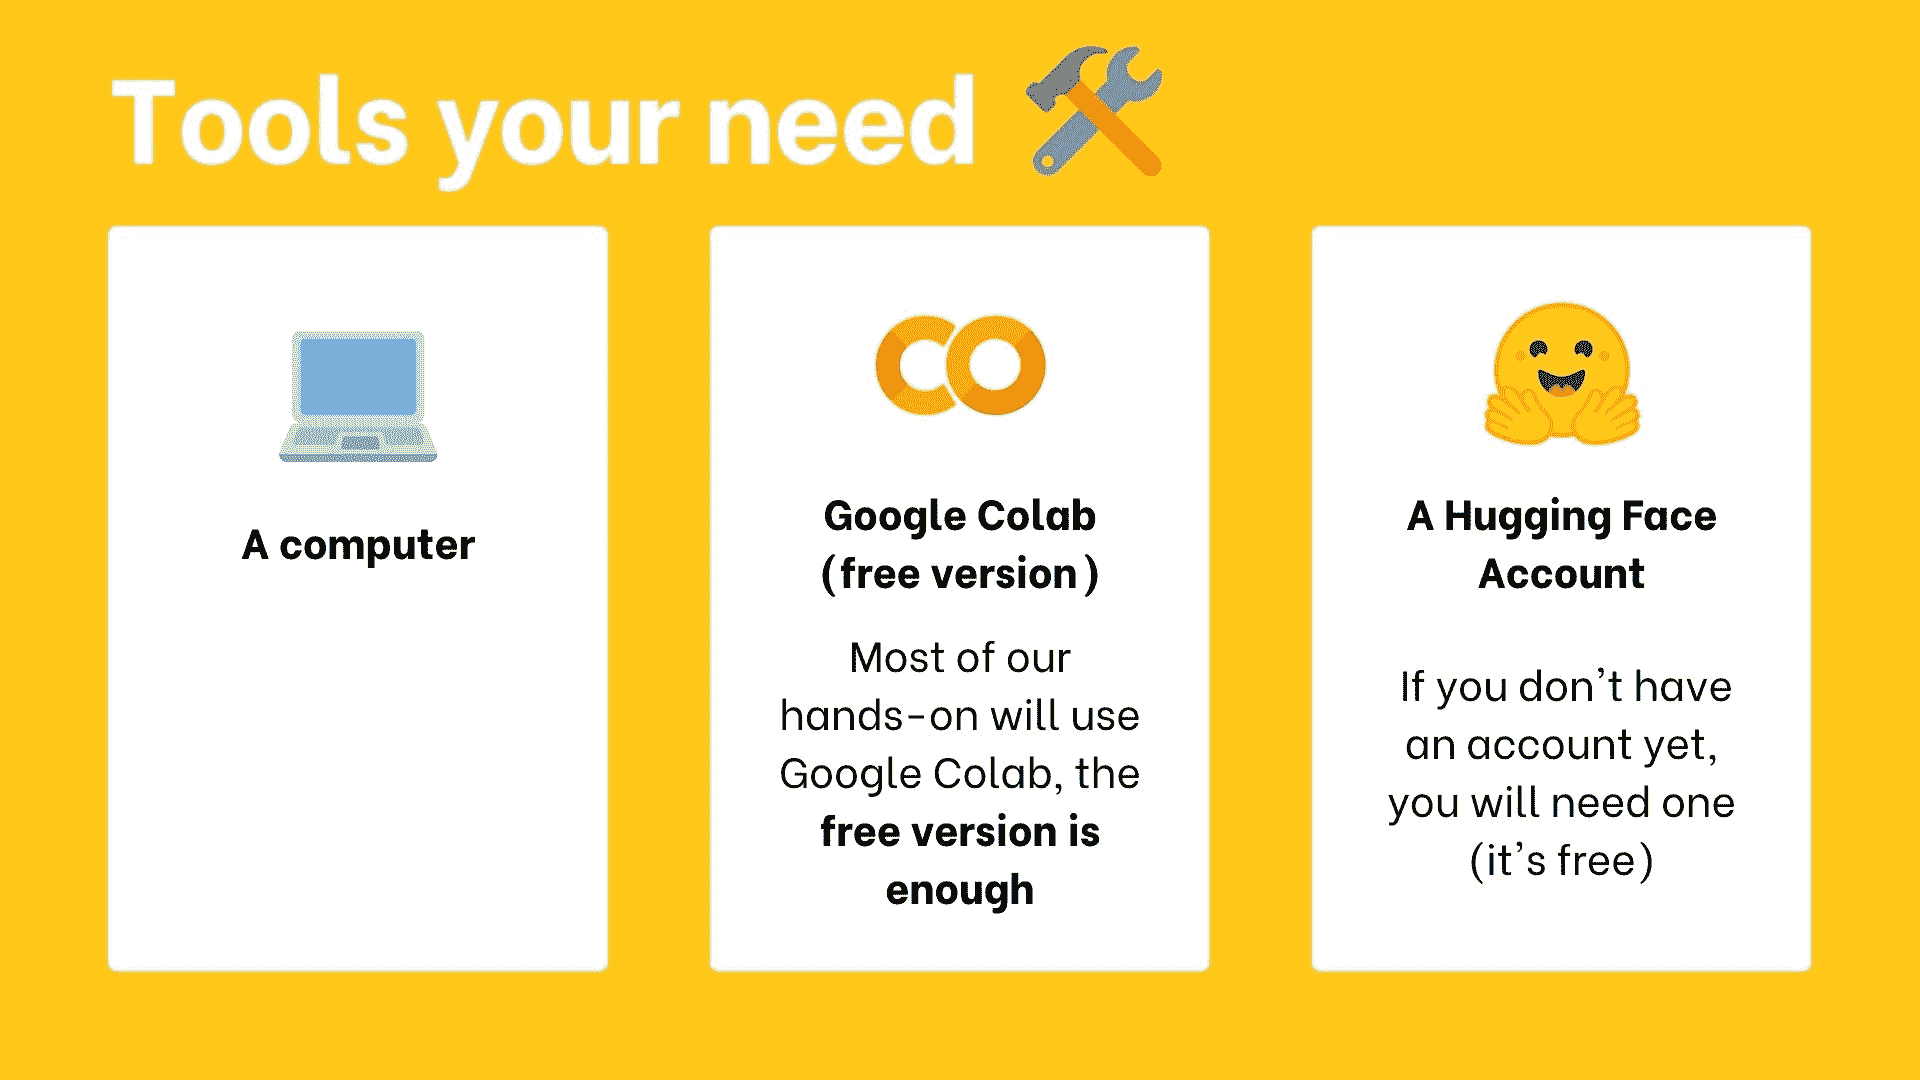 Tools your need
A computer
Google Colab
(free version)
Most of our
hands-on will use
Google Colab, the
free version is
enough
A Hugging Face
Account
If you don't have
an account yet,
you will need one
(it's free)